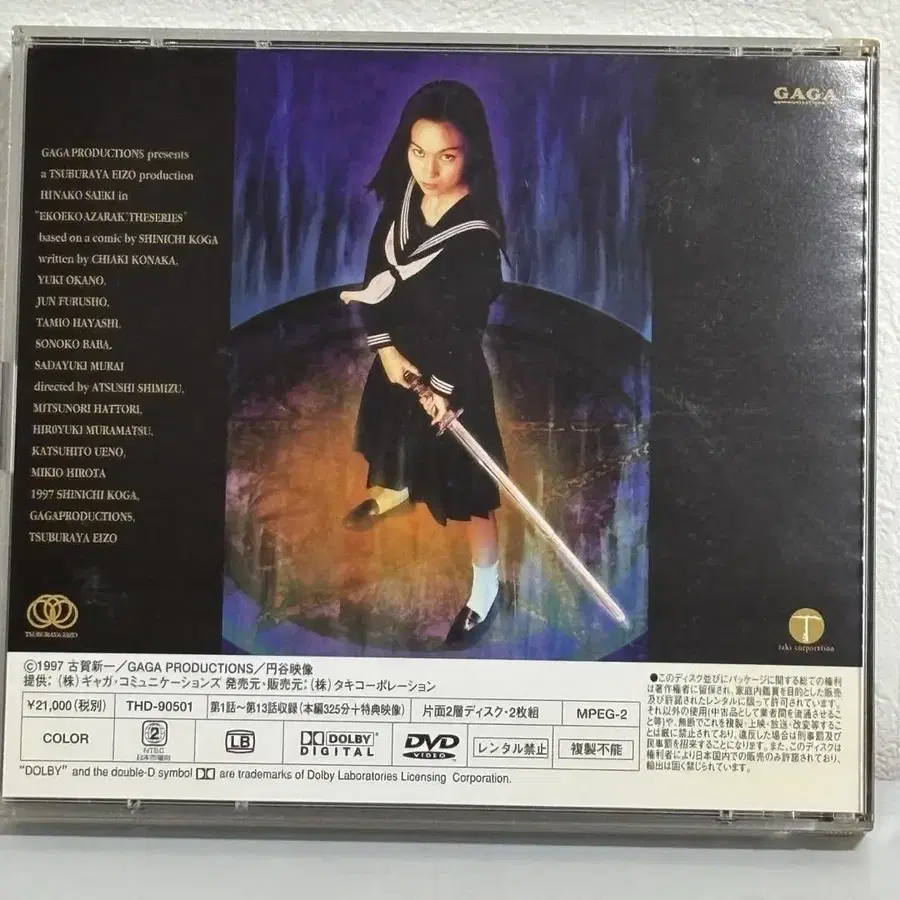 GAGA
GAGA PRODUCTIONS presents
a TSUBURAYA EIZO production
HINAKO SAEKI in
"EKOEKO AZARAK THE SERIES"
based on a comic by SHINICHI KOGA
written by CHIAKI KONAKA,
YUKI OKANO,
JUN FURUSHO,
TAMIO HAYASHI,
SONOKO BABA,
SADAYUKI MURAI
directed by ATSUSHI SHIMIZU,
MITSUNORI HATTORI,
HIROYUKI MURAMATSU,
KATSUHITO UENO,
MIKIO HIROTA
1997 SHINICHI KOGA,
GAGAPRODUCTIONS,
TSUBURAYA EIZO
TSUBURAYA EIZO
taki corporation
©1997 古賀新一/GAGA PRODUCTIONS/円谷映像
提供:(株)ギャガ・コミュニケーションズ 発売元・販売元:(株)タキコーポレーション
¥21,000(税別) THD-90501 第1話〜第13話収録(本編325分+特典映像) 片面2層ディスク・2枚組 MPEG-2
COLOR 2 NTSC 日本市場向 LB DOLBY DIGITAL DVD VIDEO レンタル禁止 複製不能
"DOLBY" and the double-D symbol are trademarks of Dolby Laboratories Licensing Corporation.
●このディスク並びにパッケージに関する総ての権利
は著作権者に留保され、家庭内鑑賞を目的とした販売
及び許諾されたレンタルに限って許可されています。
それ以外の使用(中古品として業者間を流通させるこ
と等)や、無断でこれを複製・上映・放送・改変等するこ
とは厳に禁止されており、違反した場合は刑事罰及び
民事罰を招来することになります。また、このディスクは
権利者により日本国内での販売のみ許諾されており、
輸出は固く禁じられています。